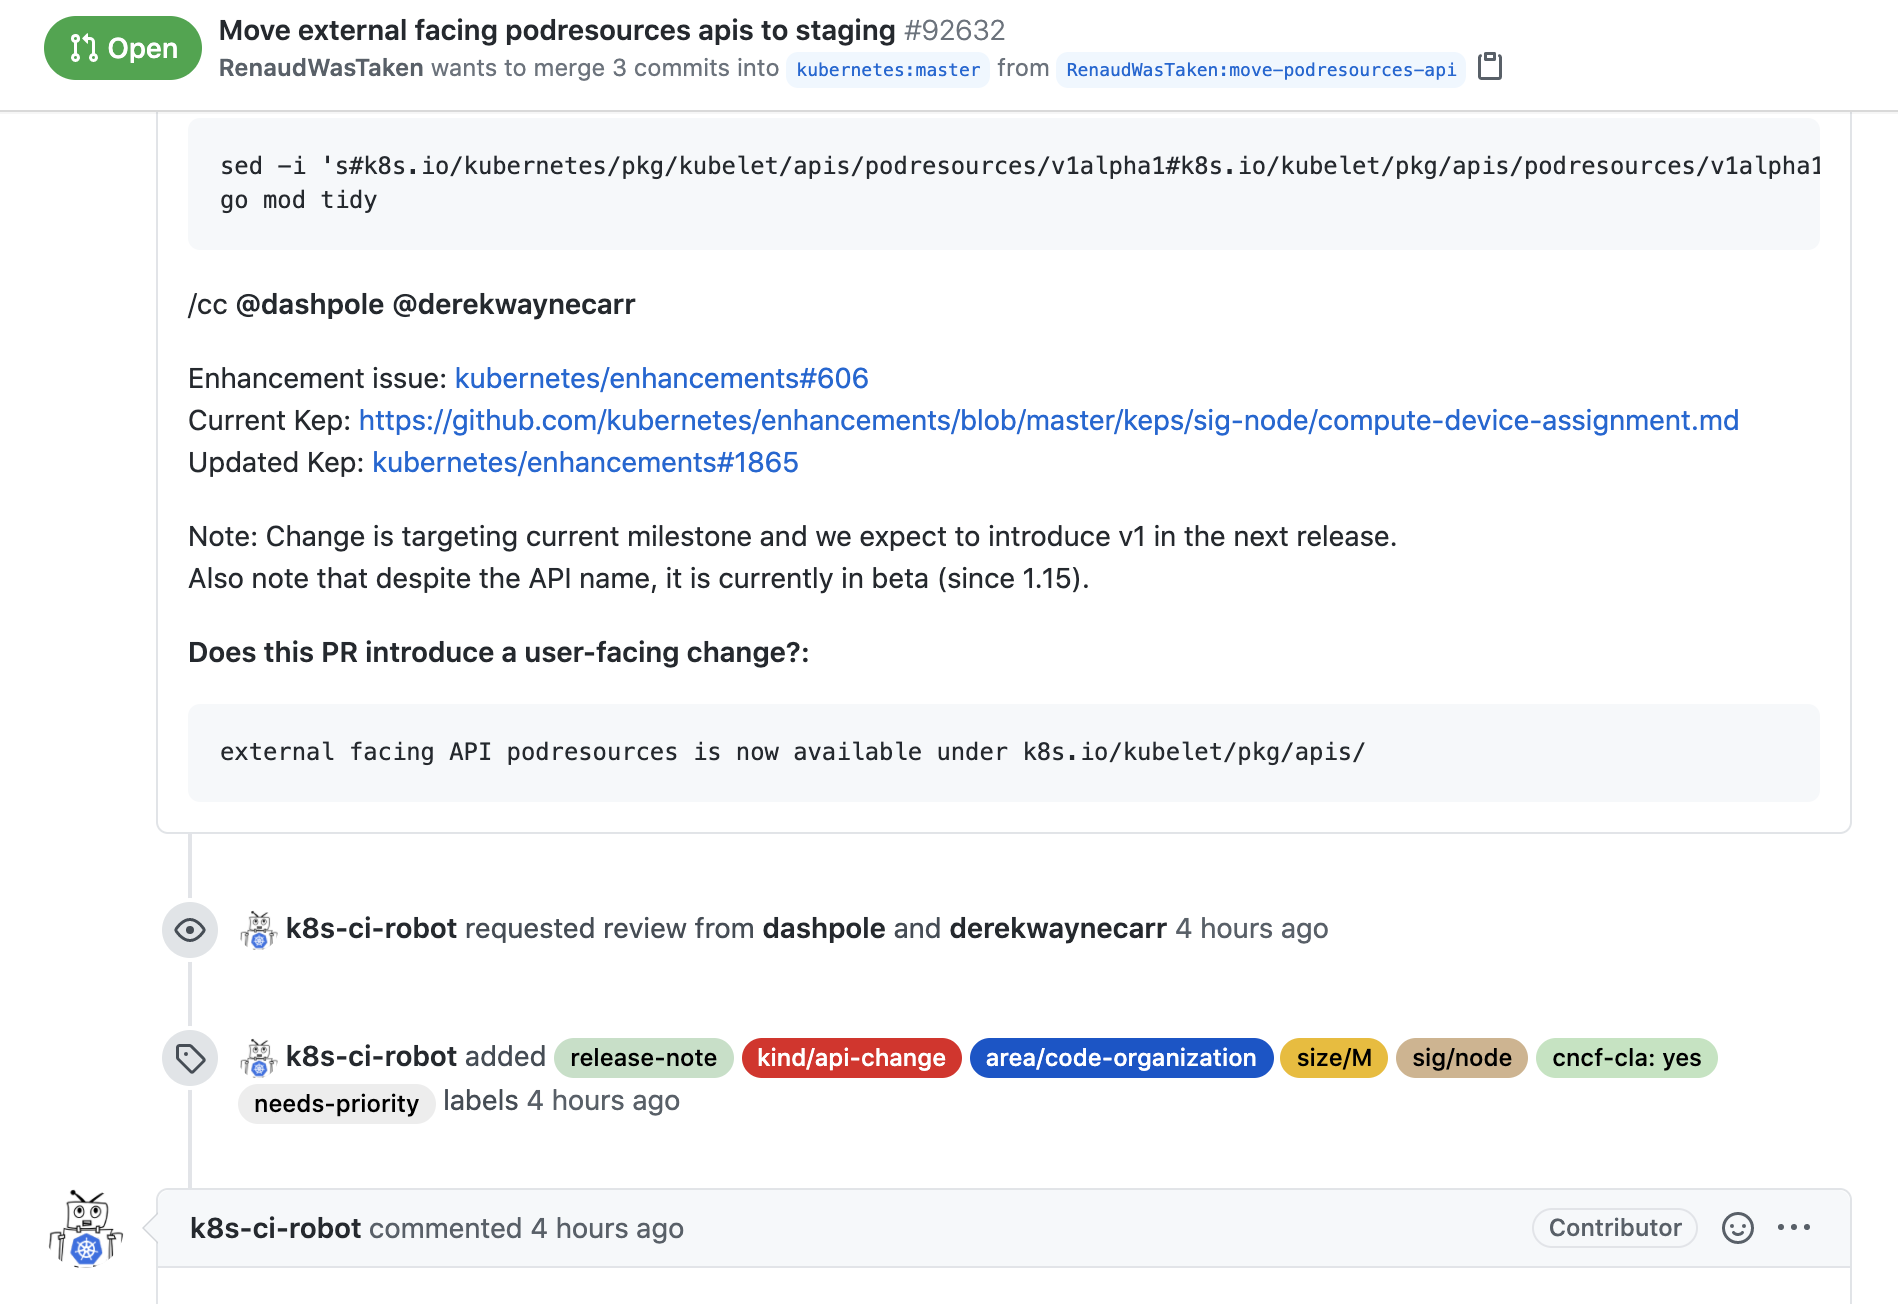 Open
Move external facing podresources apis to staging #92632
RenaudWasTaken wants to merge 3 commits into kubernetes:master from RenaudWasTaken:move-podresources-api
sed -i 's#k8s.io/kubernetes/pkg/kubelet/apis/podresources/v1alpha1#k8s.io/kubelet/pkg/apis/podresources/v1alpha1
go mod tidy
/cc @dashpole @derekwaynecarr
Enhancement issue: kubernetes/enhancements#606
Current Kep: https://github.com/kubernetes/enhancements/blob/master/keps/sig-node/compute-device-assignment.md
Updated Kep: kubernetes/enhancements#1865
Note: Change is targeting current milestone and we expect to introduce v1 in the next release.
Also note that despite the API name, it is currently in beta (since 1.15).
Does this PR introduce a user-facing change?:
external facing API podresources is now available under k8s.io/kubelet/pkg/apis/
k8s-ci-robot requested review from dashpole and derekwaynecarr 4 hours ago
k8s-ci-robot added release-note kind/api-change area/code-organization size/M sig/node cncf-cla: yes
needs-priority labels 4 hours ago
k8s-ci-robot commented 4 hours ago Contributor